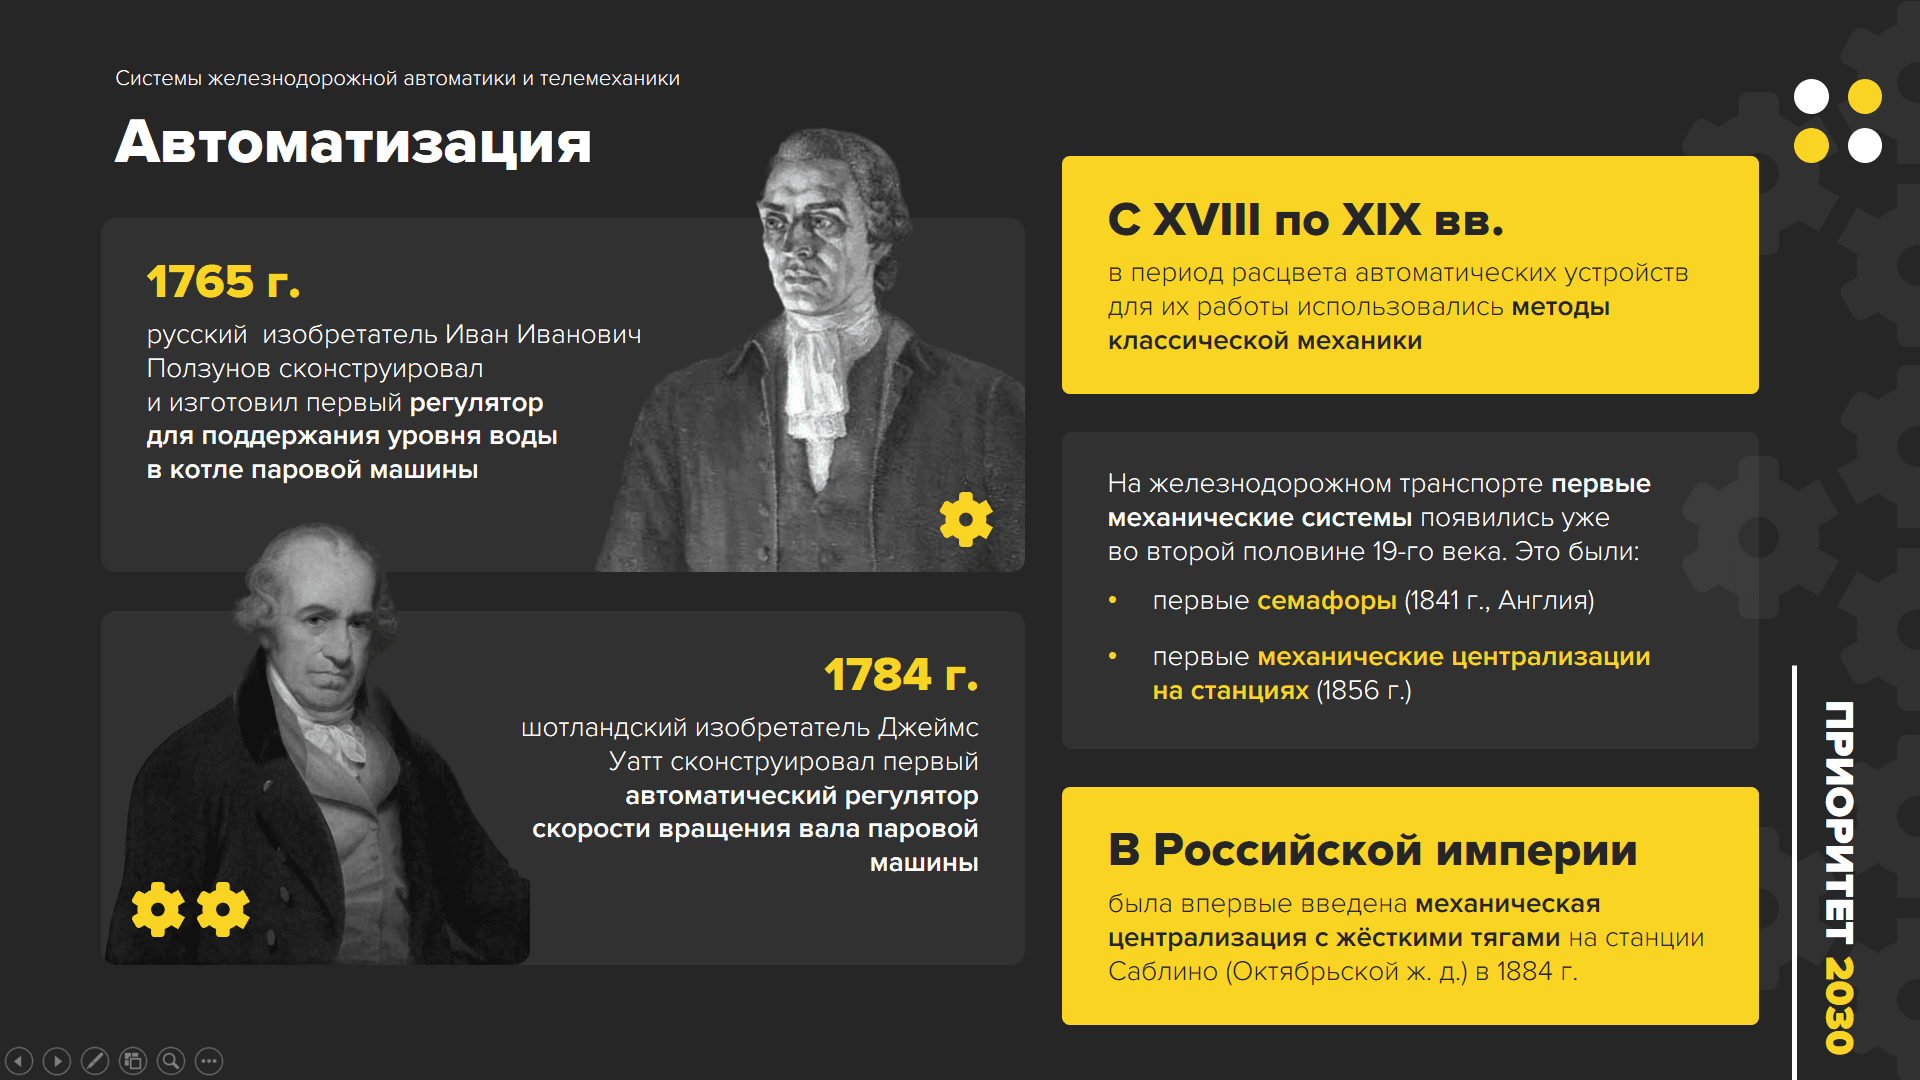 Системы железнодорожной автоматики и телемеханики
Автоматизация
1765 г.
русский  изобретатель Иван Иванович
Ползунов сконструировал
и изготовил первый регулятор
для поддержания уровня воды
в котле паровой машины
1784 г.
шотландский изобретатель Джеймс
Уатт сконструировал первый
автоматический регулятор
скорости вращения вала паровой
машины
С XVIII по XIX вв.
в период расцвета автоматических устройств
для их работы использовались методы
классической механики
На железнодорожном транспорте первые
механические системы появились уже
во второй половине 19-го века. Это были:
• первые семафоры (1841 г., Англия)
• первые механические централизации
на станциях (1856 г.)
В Российской империи
была впервые введена механическая
централизация с жёсткими тягами на станции
Саблино (Октябрьской ж. д.) в 1884 г.
ПРИОРИТЕТ 2030